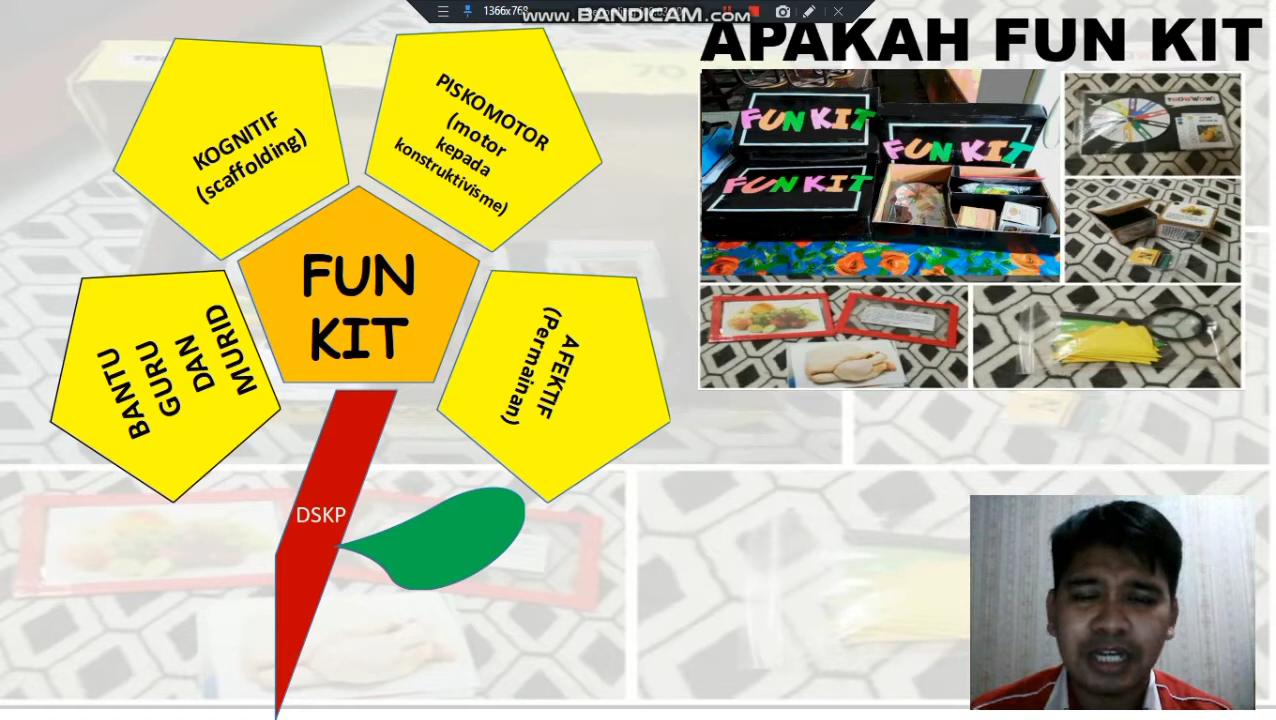 1366x768
www.BANDICAM.com
APAKAH FUN KIT
KOGNITIF
(scaffolding)
PISKOMOTOR
(motor
kepada
konstruktivisme)
FUN
KIT
BANTU
GURU
DAN
MURID
AFEKTIF
(Permainan)
DSKP
FUN KIT
FUN KIT
FUN KIT
70